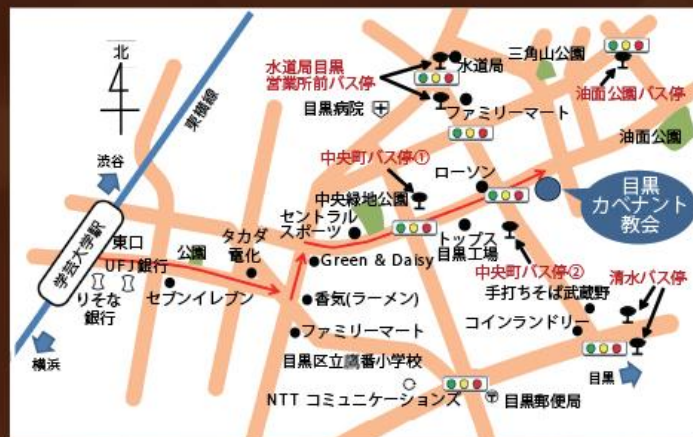 北
東横線
渋谷
学芸大学駅
東口
UFJ銀行
りそな
銀行
横浜
公園
セブンイレブン
タカダ
電化
水道局目黒
営業所前バス停
水道局
三角山公園
油面公園バス停
目黒病院
ファミリーマート
油面公園
中央町バス停①
ローソン
中央緑地公園
セントラル
スポーツ
目黒
カベナント
教会
トップス
目黒工場
Green & Daisy
中央町バス停②
清水バス停
手打ちそば武蔵野
香気(ラーメン)
コインランドリー
ファミリーマート
目黒区立鷹番小学校
目黒
NTT コミュニケーションズ
目黒郵便局